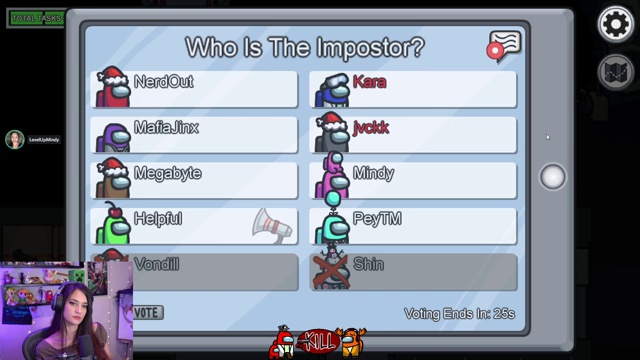 TOTAL TASKS
Who Is The Impostor?
NerdOut
Kara
MafiaJinx
jvckk
LevelUpMindy
Megabyte
Mindy
Helpful
PeyTM
Vondill
Shin
VOTE
Voting Ends In: 25s
KILL